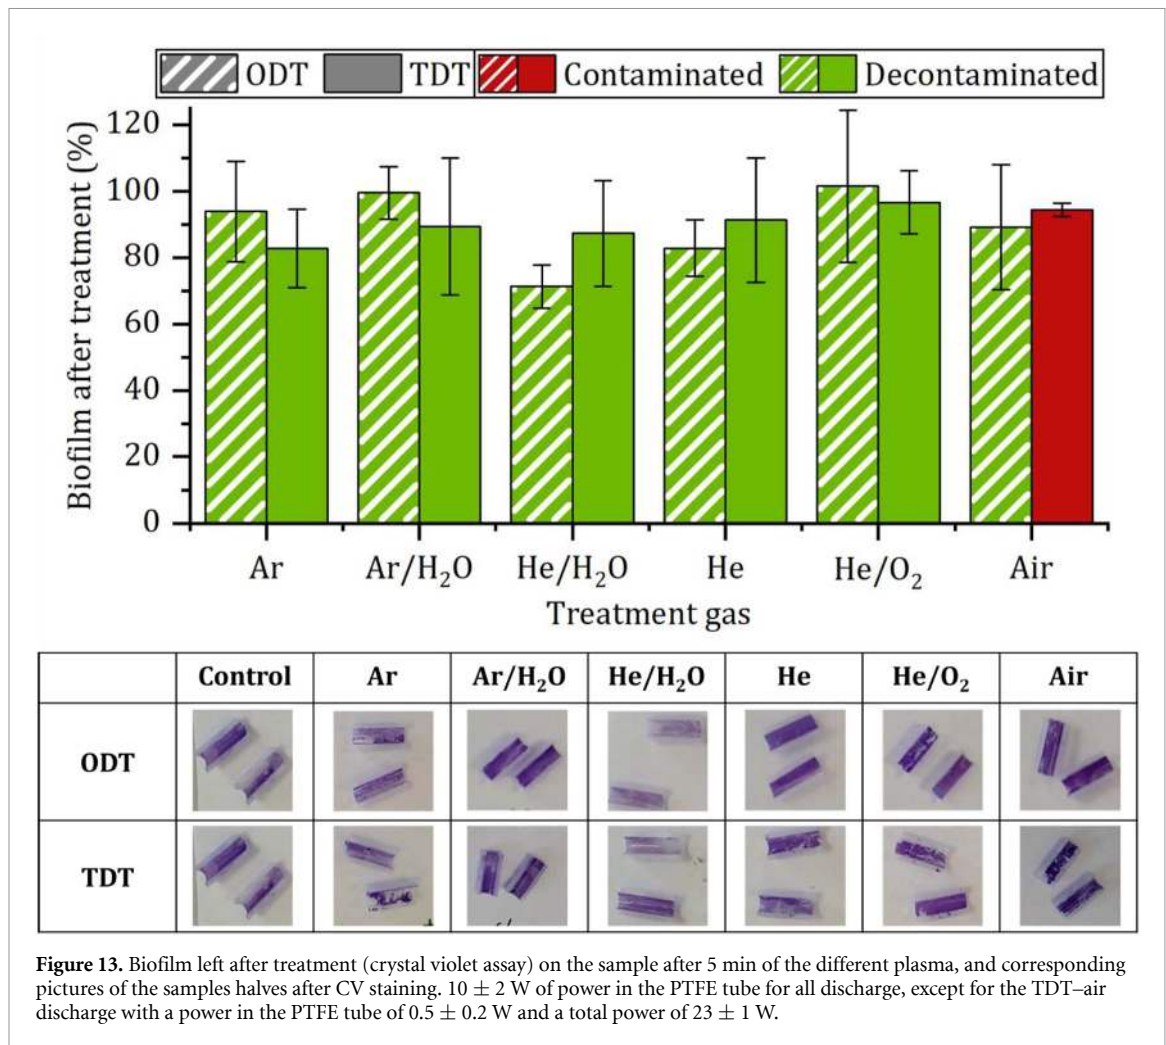 ODT TDT Contaminated Decontaminated
Biofilm after treatment (%)
120
100
80
60
40
20
0
Ar Ar/H₂O He/H₂O He He/O₂ Air
Treatment gas
Control Ar Ar/H₂O He/H₂O He He/O₂ Air
ODT
TDT
Figure 13. Biofilm left after treatment (crystal violet assay) on the sample after 5 min of the different plasma, and corresponding
pictures of the samples halves after CV staining. 10 ± 2 W of power in the PTFE tube for all discharge, except for the TDT–air
discharge with a power in the PTFE tube of 0.5 ± 0.2 W and a total power of 23 ± 1 W.